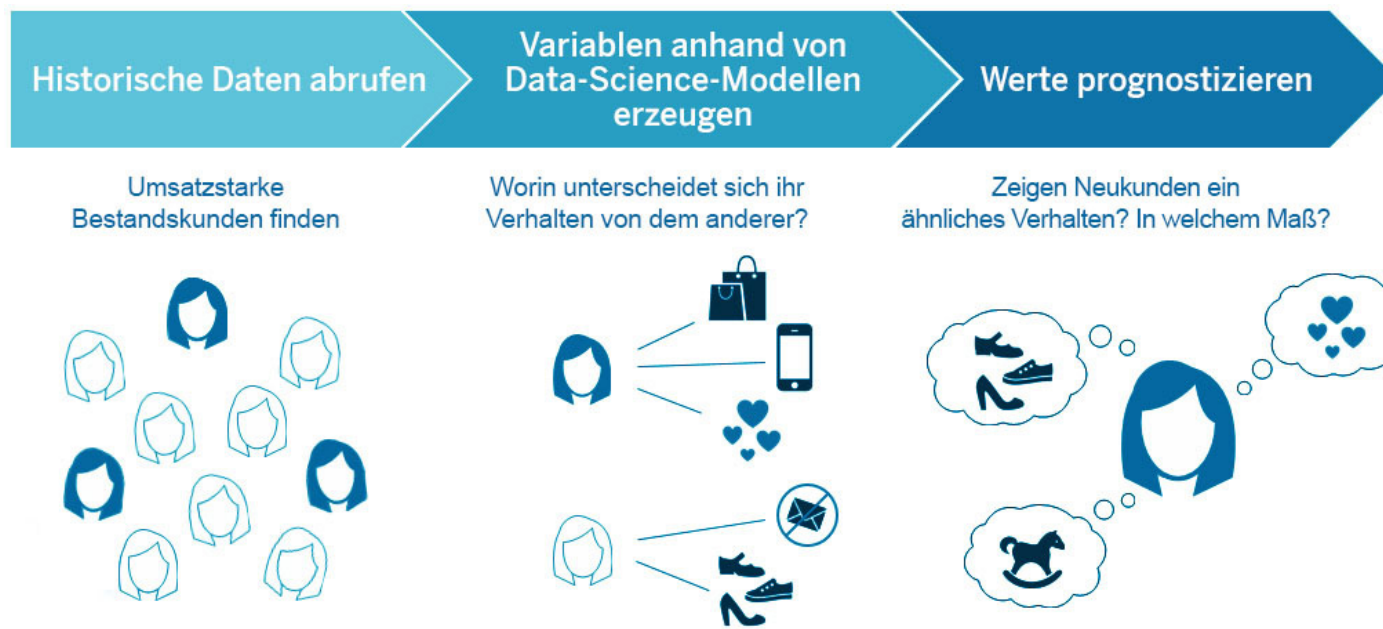 Historische Daten abrufen
Variablen anhand von
Data-Science-Modellen
erzeugen
Werte prognostizieren
Umsatzstarke
Bestandskunden finden
Worin unterscheidet sich ihr
Verhalten von dem anderer?
Zeigen Neukunden ein
ähnliches Verhalten? In welchem Maß?